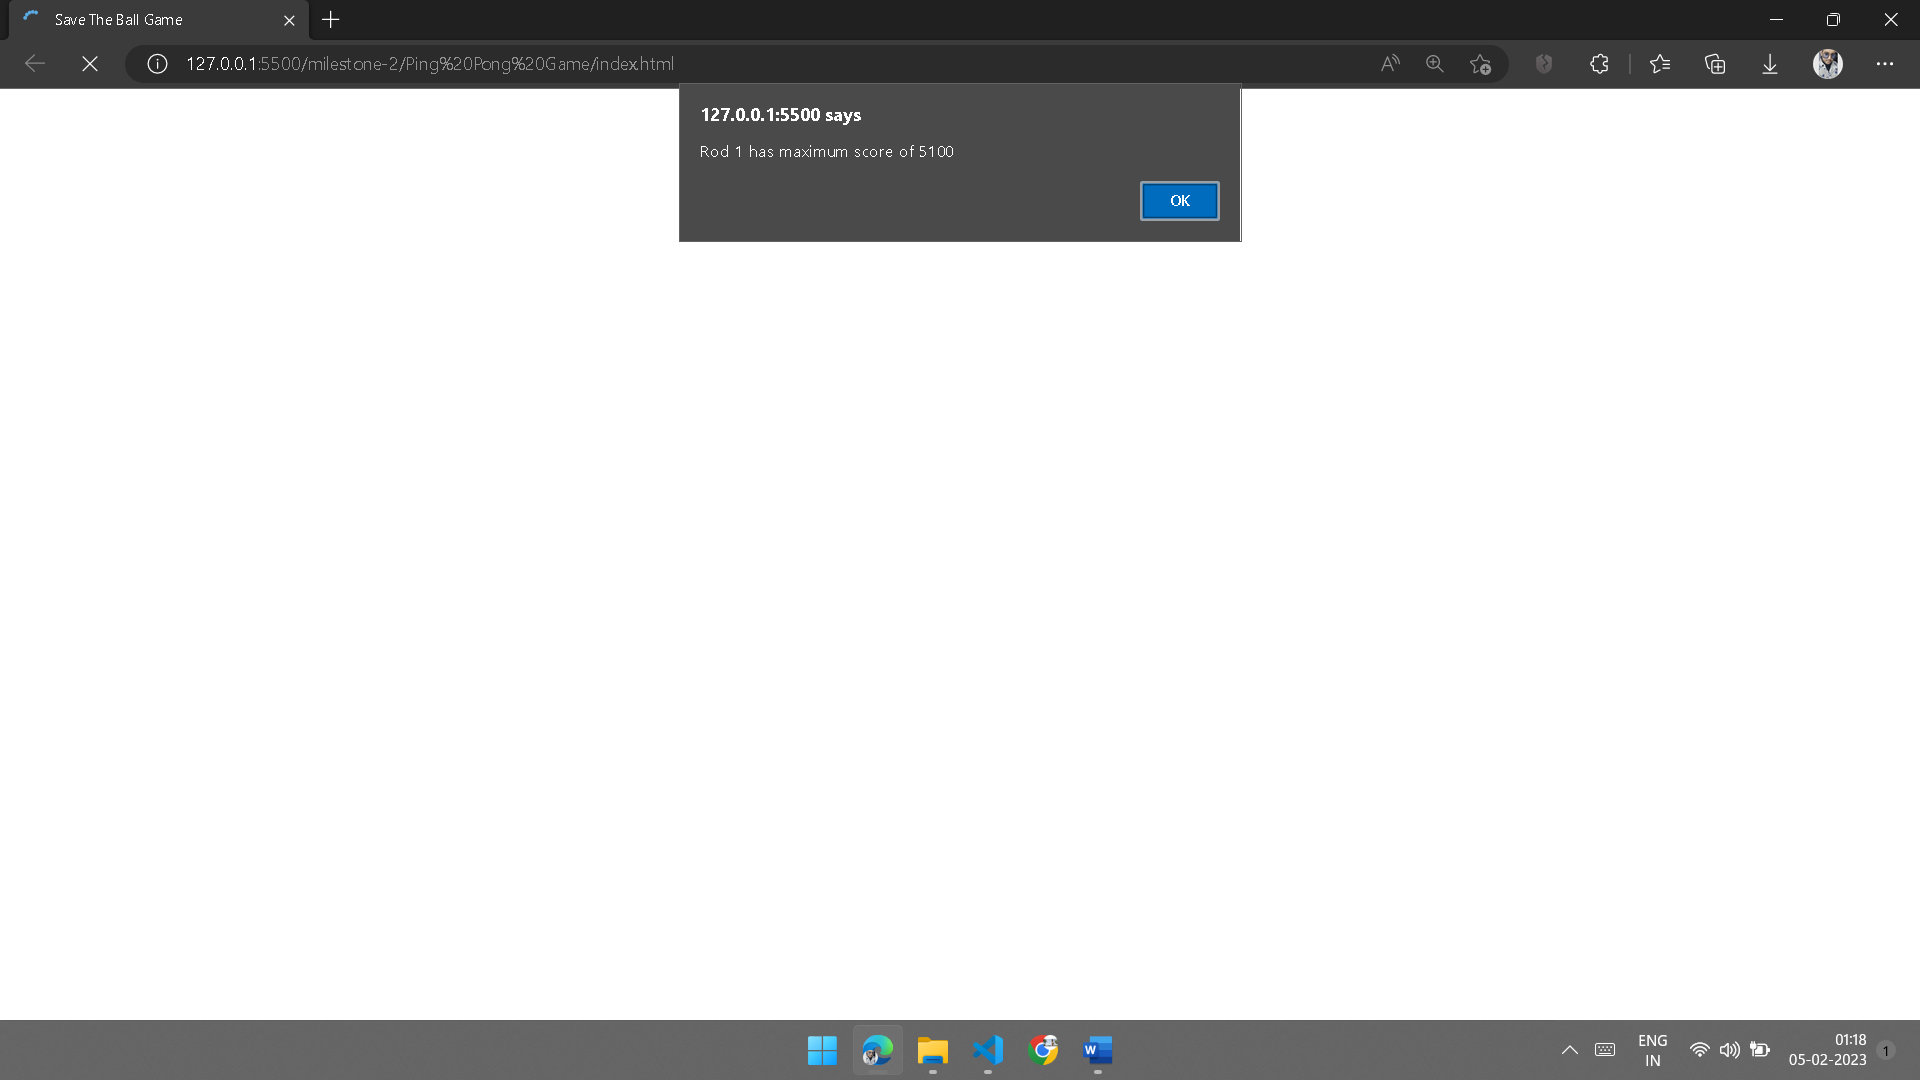 Save The Ball Game
127.0.0.1:5500/milestone-2/Ping%20Pong%20Game/index.html
127.0.0.1:5500 says
Rod 1 has maximum score of 5100
OK
ENG
IN
01:18
05-02-2023
1